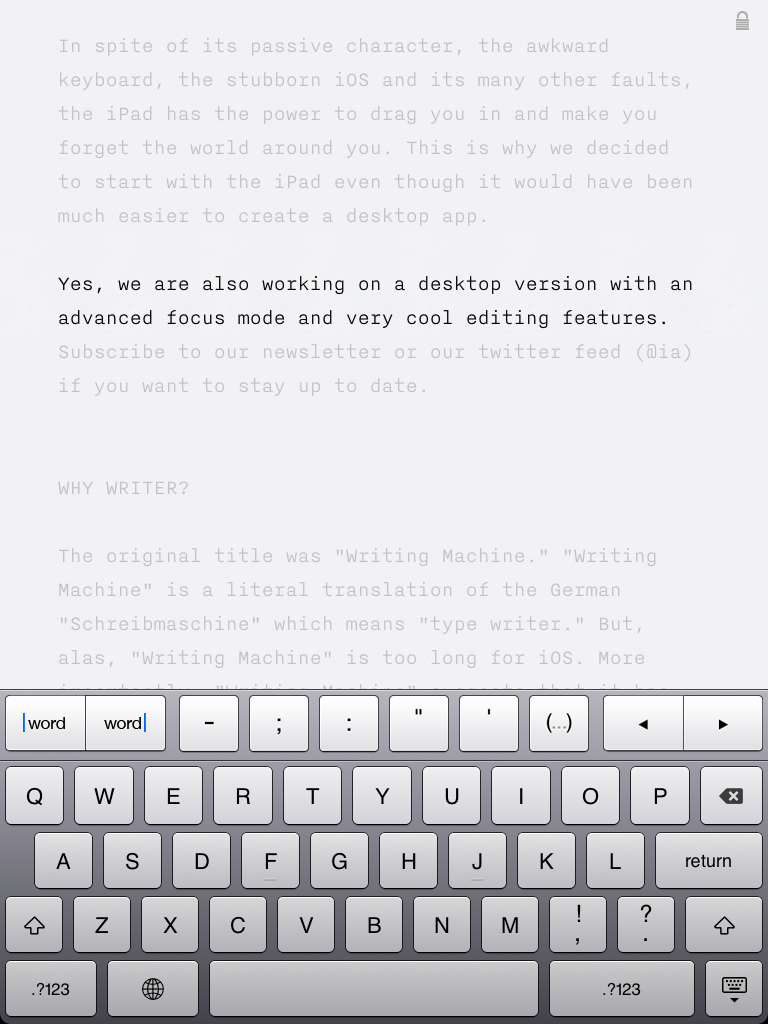 In spite of its passive character, the awkward
keyboard, the stubborn iOS and its many other faults,
the iPad has the power to drag you in and make you
forget the world around you. This is why we decided
to start with the iPad even though it would have been
much easier to create a desktop app.
Yes, we are also working on a desktop version with an
advanced focus mode and very cool editing features.
Subscribe to our newsletter or our twitter feed (@ia)
if you want to stay up to date.
WHY WRITER?
The original title was "Writing Machine." "Writing
Machine" is a literal translation of the German
"Schreibmaschine" which means "type writer." But,
alas, "Writing Machine" is too long for iOS. More
word word - ; : " ' (...) ◂ ▸
Q W E R T Y U I O P
A S D F G H J K L return
Z X C V B N M ! , ? .
.?123 .?123